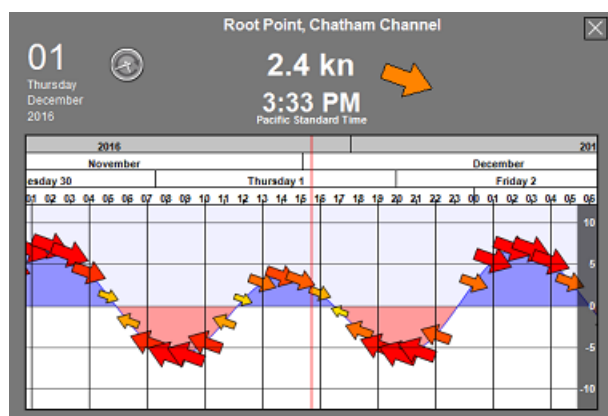 Root Point, Chatham Channel
01
Thursday
December
2016
2.4 kn
3:33 PM
Pacific Standard Time
2016 201
November December
esday 30 Thursday 1 Friday 2
01 02 03 04 05 06 07 08 09 10 11 12 13 14 15 16 17 18 19 20 21 22 23 00 01 02 03 04 05 06
10
5
0
-5
-10